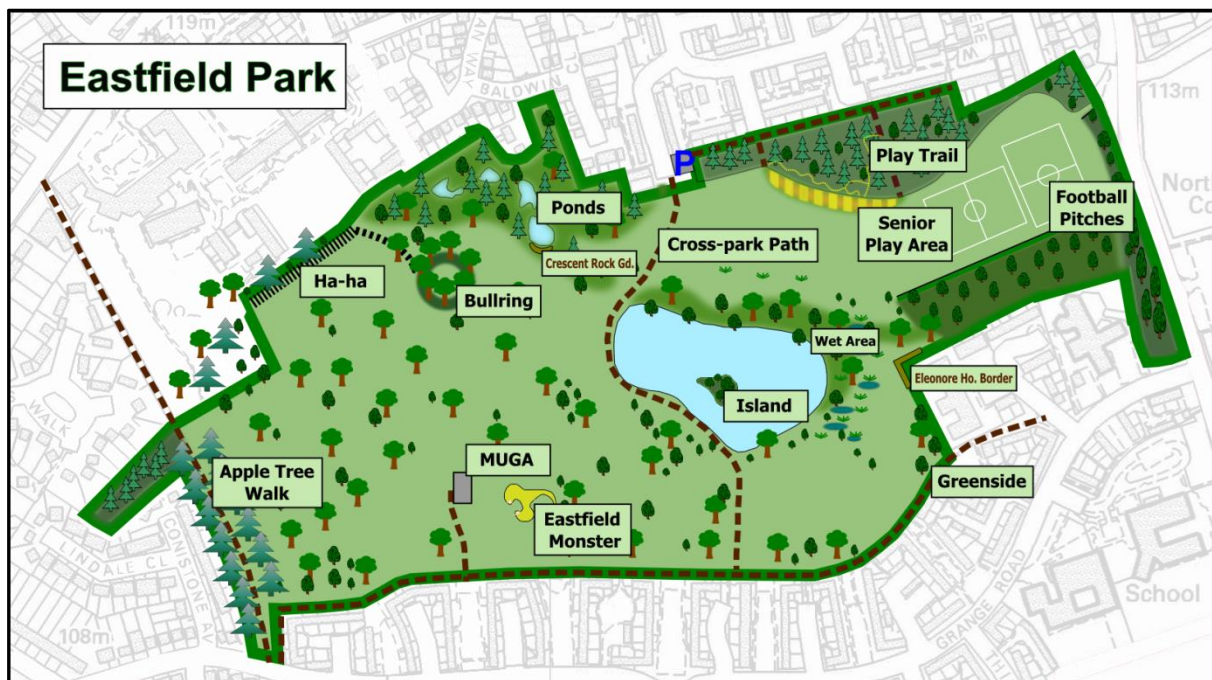 119m
Eastfield Park
BALDWIN
113m
P
Play Trail
Ponds
Senior
Play Area
Football
Pitches
Cross-park Path
Crescent Rock Gd.
Ha-ha
Bullring
Wet Area
Eleonore Ho. Border
Island
MUGA
Apple Tree
Walk
Greenside
Eastfield
Monster
School
108m